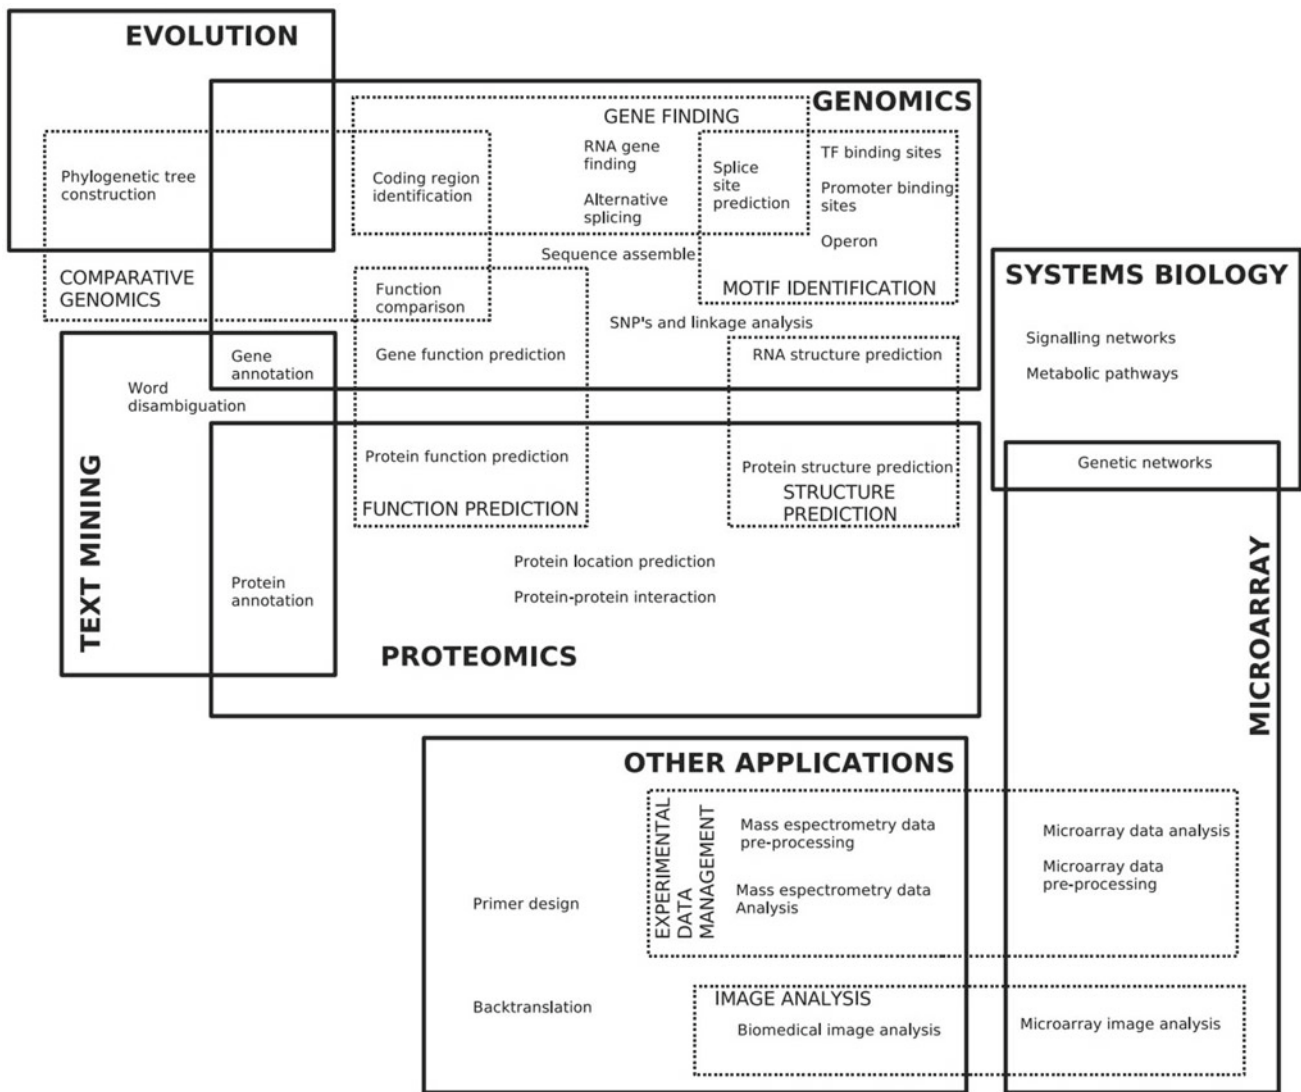 EVOLUTION
GENOMICS
GENE FINDING
RNA gene
finding
Alternative
splicing
Splice
site
prediction
TF binding sites
Promoter binding
sites
Operon
MOTIF IDENTIFICATION
Phylogenetic tree
construction
Coding region
identification
COMPARATIVE
GENOMICS
Function
comparison
Sequence assemble
SNP's and linkage analysis
Gene
annotation
Gene function prediction
RNA structure prediction
SYSTEMS BIOLOGY
Signalling networks
Metabolic pathways
Genetic networks
Word
disambiguation
TEXT MINING
Protein function prediction
FUNCTION PREDICTION
Protein structure prediction
STRUCTURE
PREDICTION
Protein
annotation
Protein location prediction
Protein-protein interaction
PROTEOMICS
MICROARRAY
OTHER APPLICATIONS
EXPERIMENTAL
DATA
MANAGEMENT
Mass espectrometry data
pre-processing
Mass espectrometry data
Analysis
Microarray data analysis
Microarray data
pre-processing
Primer design
Backtranslation
IMAGE ANALYSIS
Biomedical image analysis
Microarray image analysis